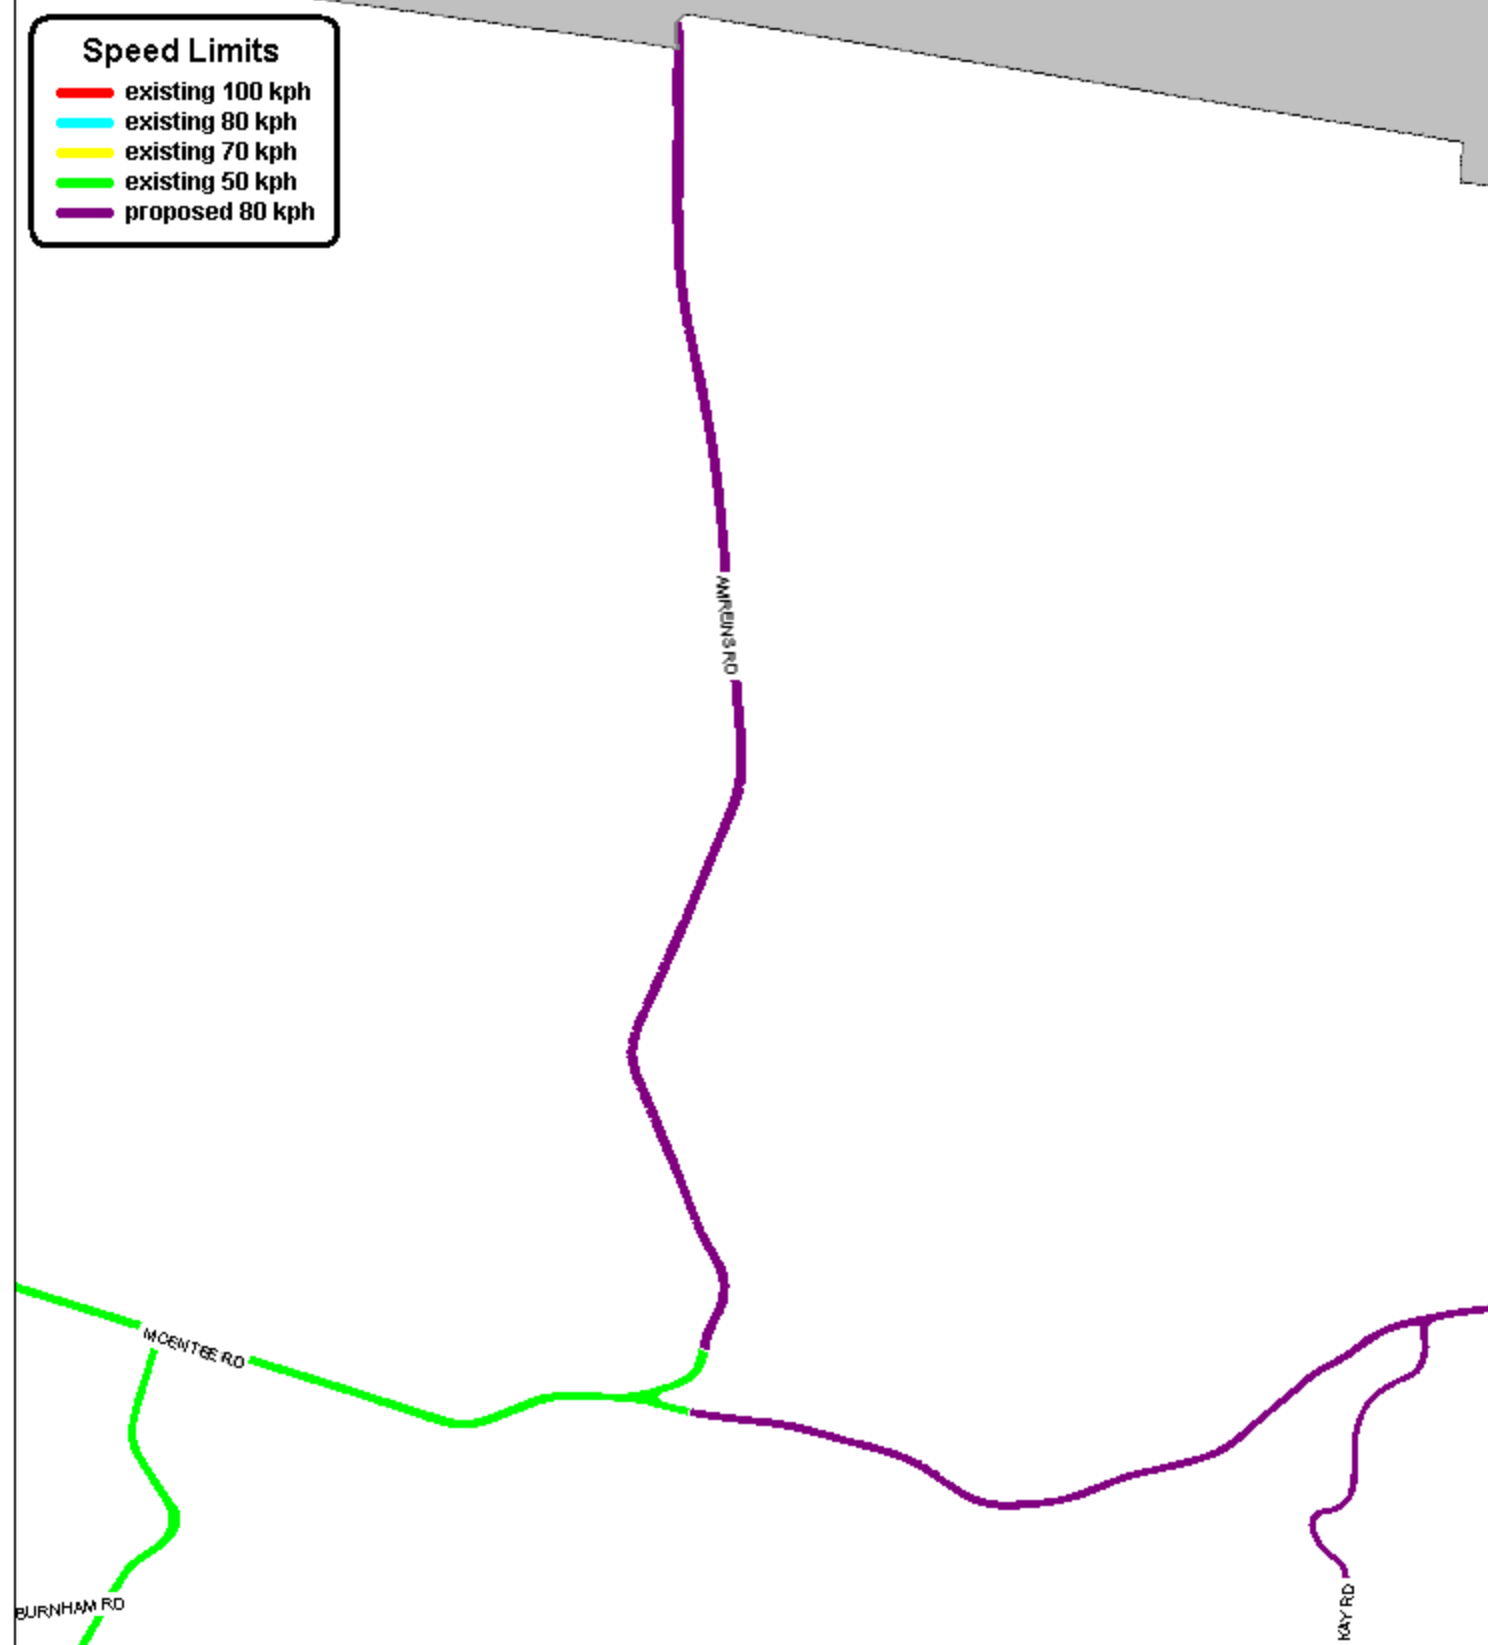 Speed Limits
existing 100 kph
existing 80 kph
existing 70 kph
existing 50 kph
proposed 80 kph
AMREINS RD
MCENTEE RD
BURNHAM RD
KAY RD